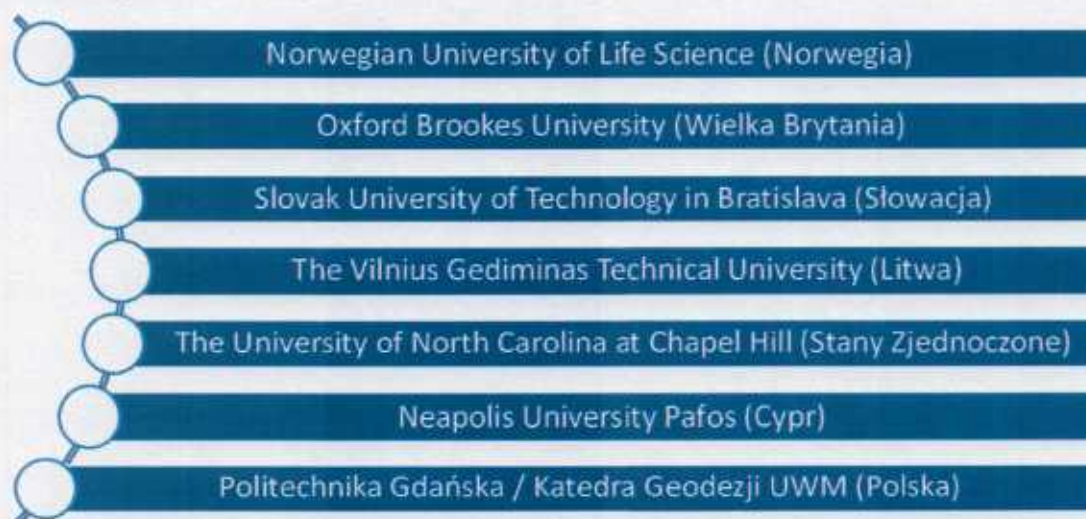 Norwegian University of Life Science (Norwegia)
Oxford Brookes University (Wielka Brytania)
Slovak University of Technology in Bratislava (Słowacja)
The Vilnius Gediminas Technical University (Litwa)
The University of North Carolina at Chapel Hill (Stany Zjednoczone)
Neapolis University Pafos (Cypr)
Politechnika Gdańska / Katedra Geodezji UWM (Polska)